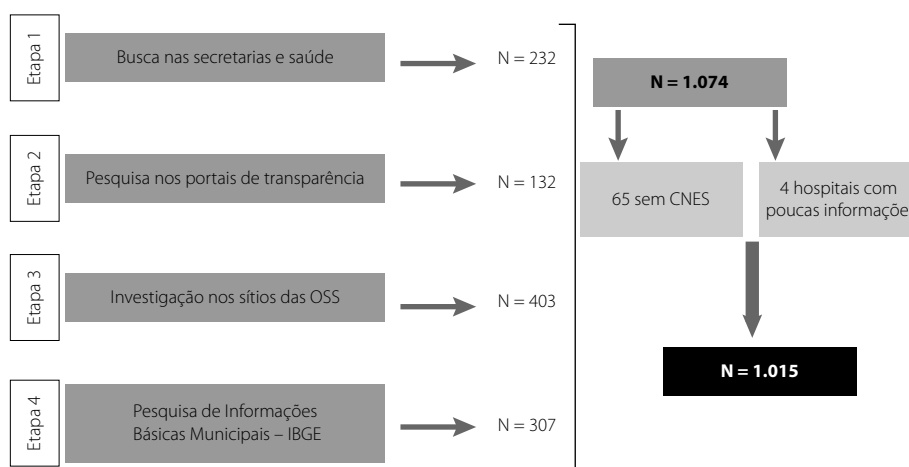 Etapa 1
Busca nas secretarias e saúde
N = 232
Etapa 2
Pesquisa nos portais de transparência
N = 132
Etapa 3
Investigação nos sítios das OSS
N = 403
Etapa 4
Pesquisa de Informações
Básicas Municipais – IBGE
N = 307
N = 1.074
65 sem CNES
4 hospitais com
poucas informaçõe
N = 1.015